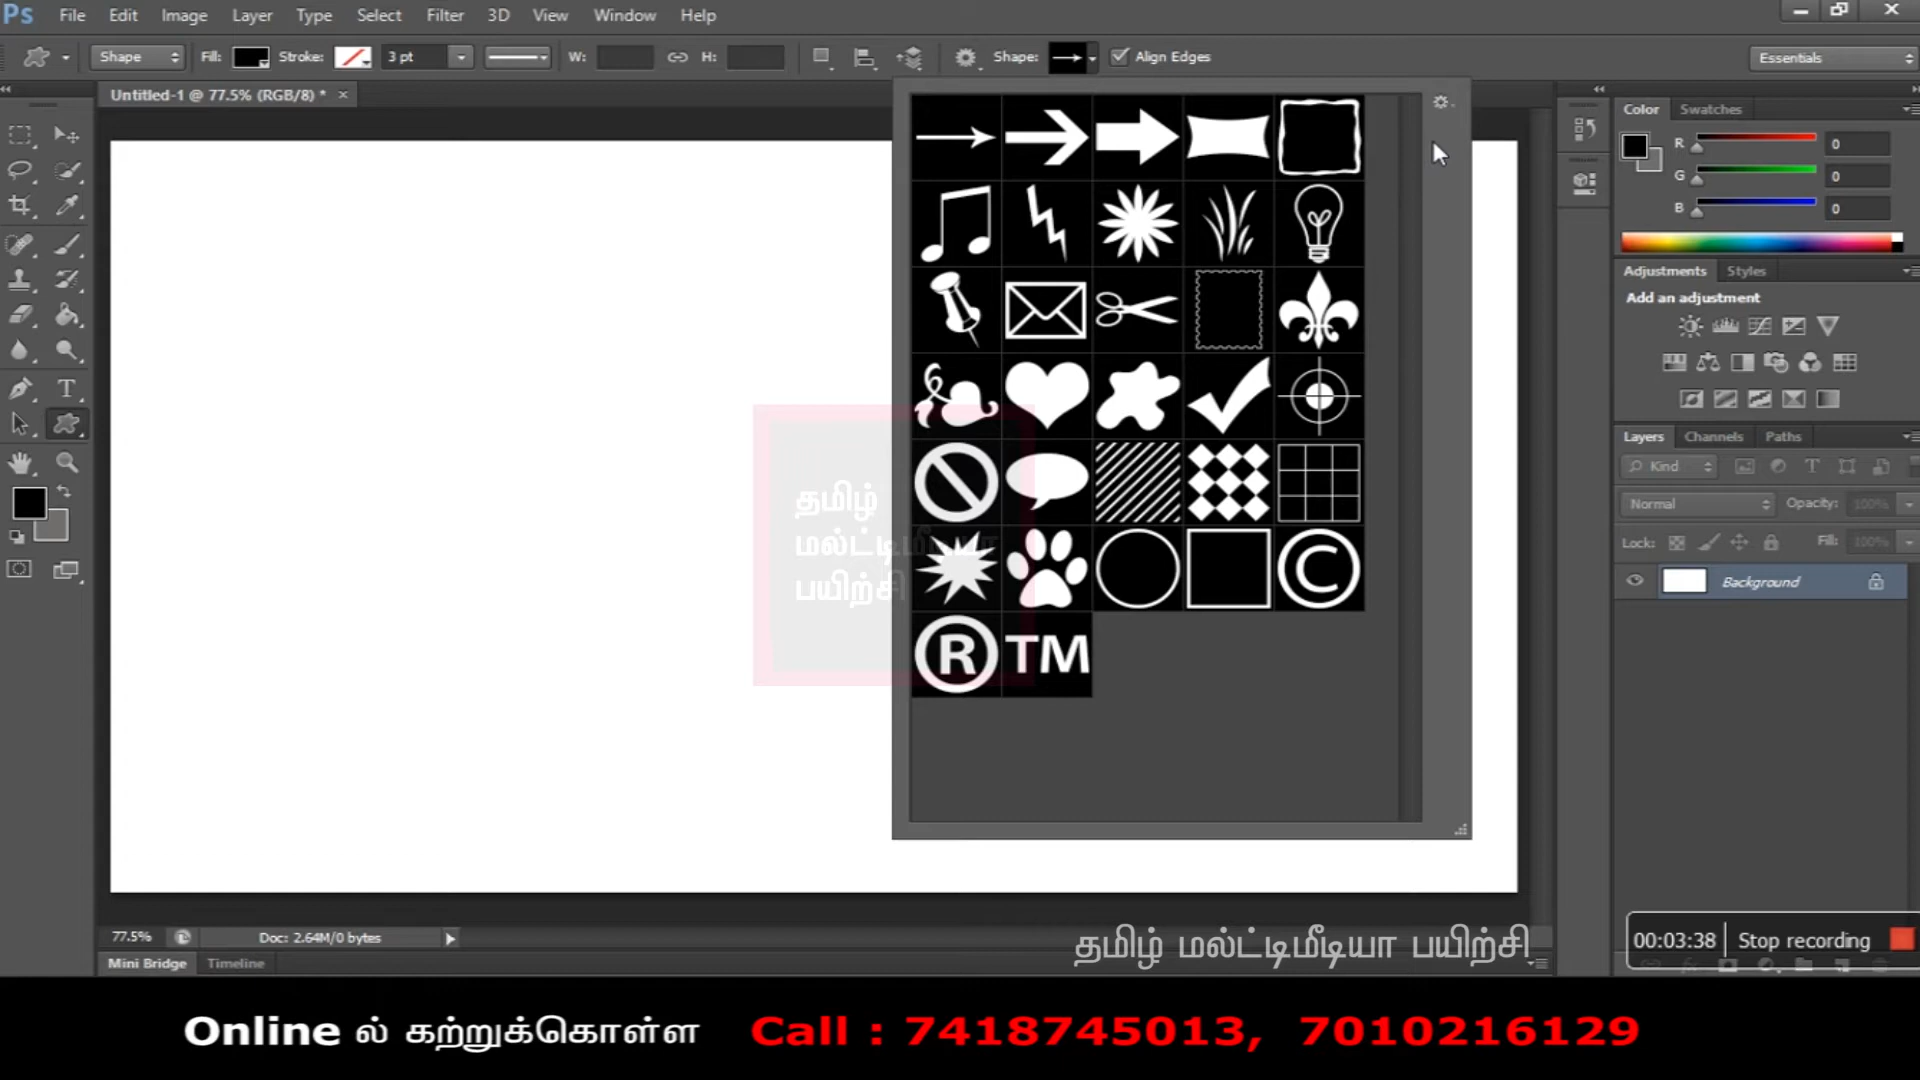 Ps File Edit Image Layer Type Select Filter 3D View Window Help
Shape Fill: Stroke: 3 pt W: H: Shape: Align Edges Essentials
Untitled-1 @ 77.5% (RGB/8) * ×
Color Swatches
R 0
G 0
B 0
Adjustments Styles
Add an adjustment
Layers Channels Paths
Kind
Normal Opacity: 100%
Lock: Fill: 100%
Background
TM
தமிழ்
மல்ட்டிமீடியா
பயிற்சி
77.5% Doc: 2.64M/0 bytes
Mini Bridge Timeline
தமிழ் மல்ட்டிமீடியா பயிற்சி
00:03:38 Stop recording
Online ல் கற்றுக்கொள்ள Call : 7418745013, 7010216129